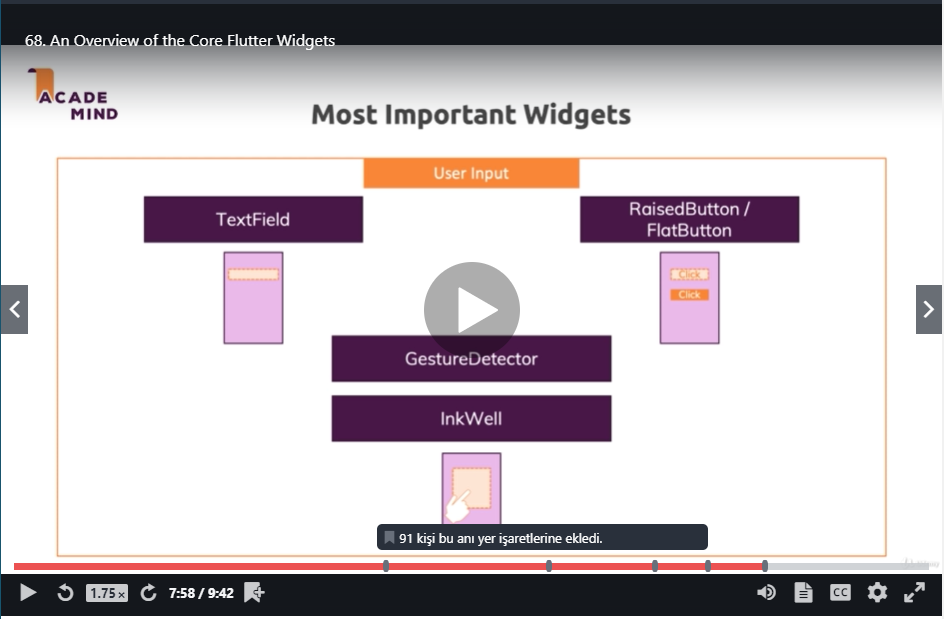 68. An Overview of the Core Flutter Widgets
ACADE
MIND
Most Important Widgets
User Input
TextField
RaisedButton /
FlatButton
Click
Click
GestureDetector
InkWell
91 kişi bu anı yer işaretlerine ekledi.
1.75×
7:58 / 9:42
CC